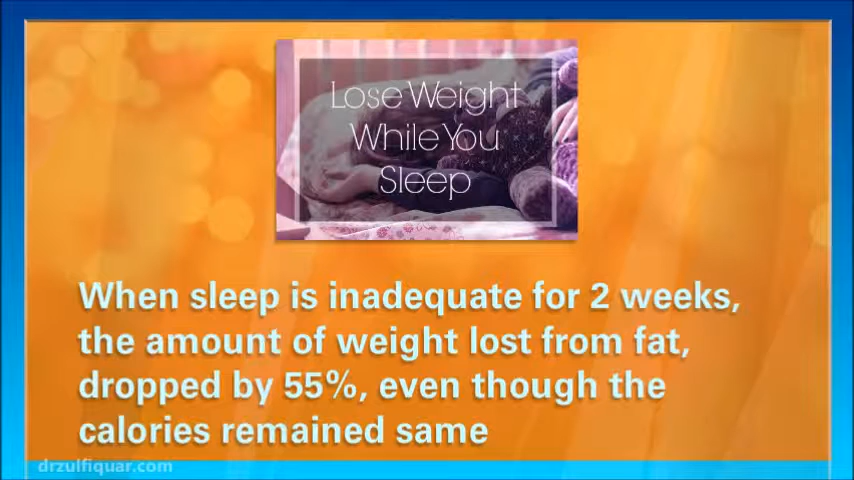 Lose Weight
While You
Sleep
When sleep is inadequate for 2 weeks,
the amount of weight lost from fat,
dropped by 55%, even though the
calories remained same
drzulfiquar.com